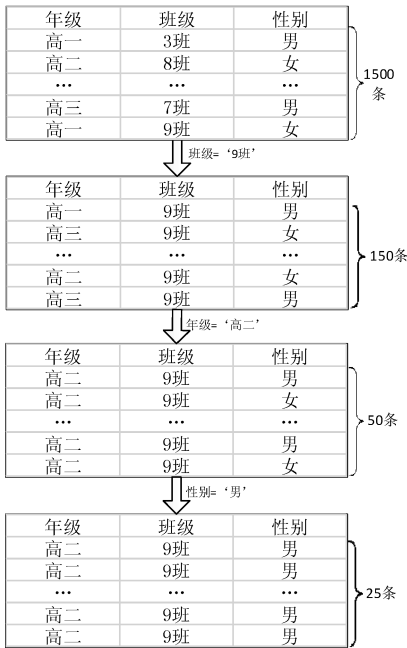 年级 班级 性别
高一 3班 男
高二 8班 女
… … …
高三 7班 男
高一 9班 女
1500
条
班级= ‘9班’
年级 班级 性别
高一 9班 男
高三 9班 女
… … …
高二 9班 女
高三 9班 男
150条
年级= ‘高二’
年级 班级 性别
高二 9班 男
高二 9班 女
… … …
高二 9班 男
高二 9班 女
50条
性别= ‘男’
年级 班级 性别
高二 9班 男
高二 9班 男
… … …
高二 9班 男
高二 9班 男
25条